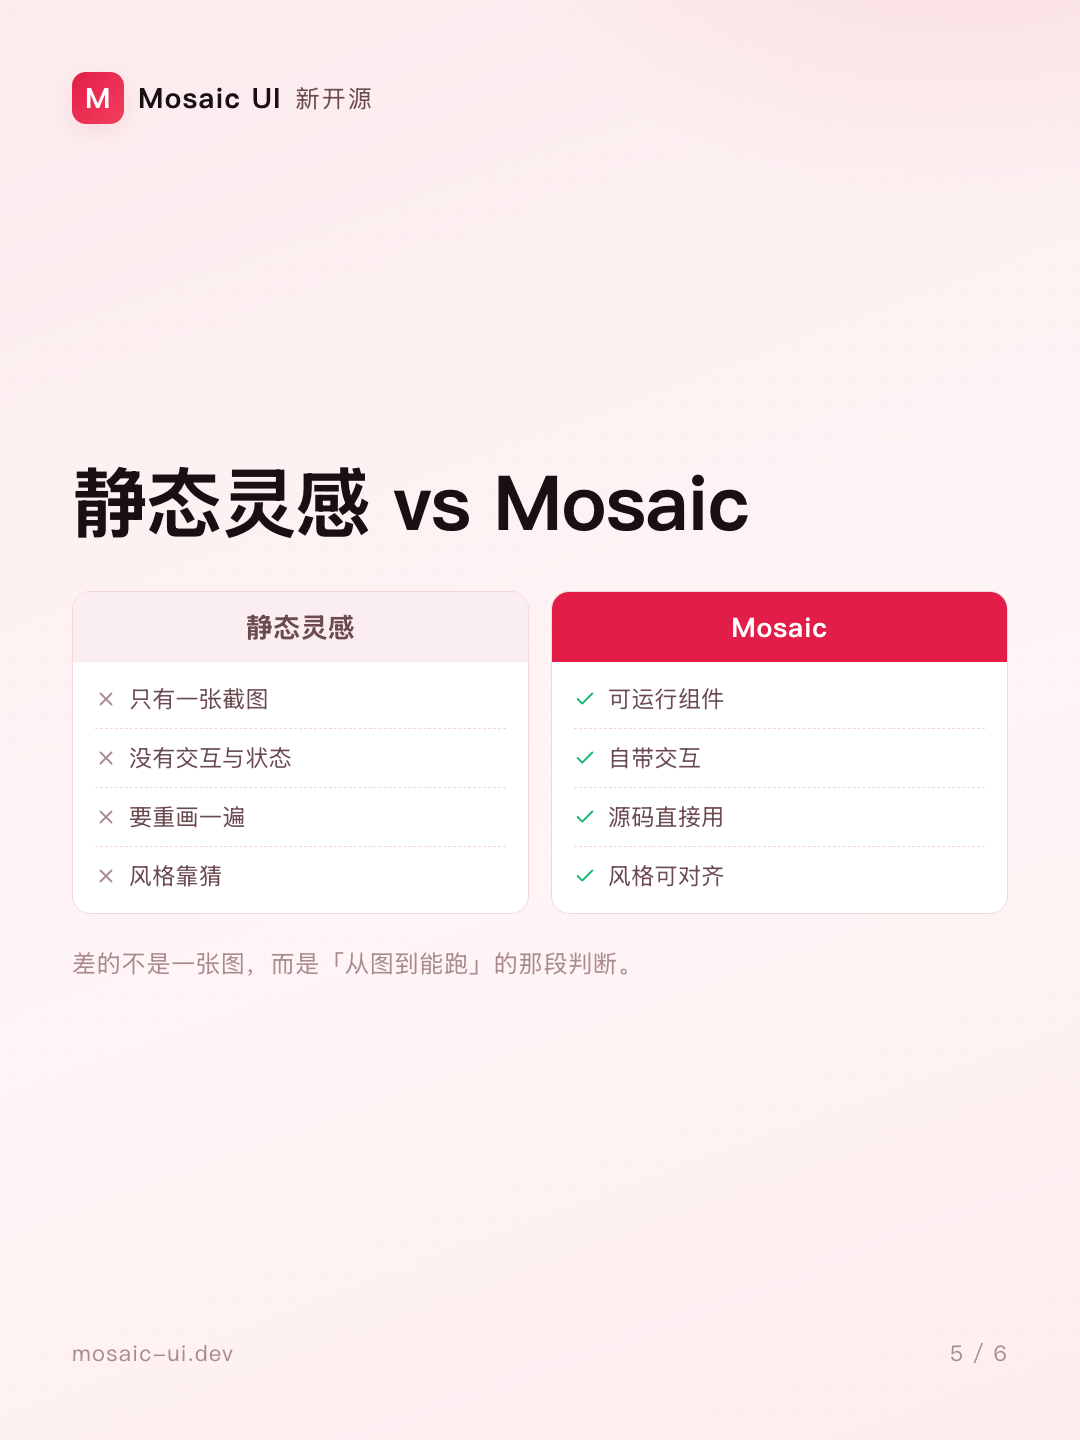 M Mosaic UI 新开源
静态灵感 vs Mosaic
静态灵感
只有一张截图
没有交互与状态
要重画一遍
风格靠猜
Mosaic
可运行组件
自带交互
源码直接用
风格可对齐
差的不是一张图，而是「从图到能跑」的那段判断。
mosaic-ui.dev
5 / 6